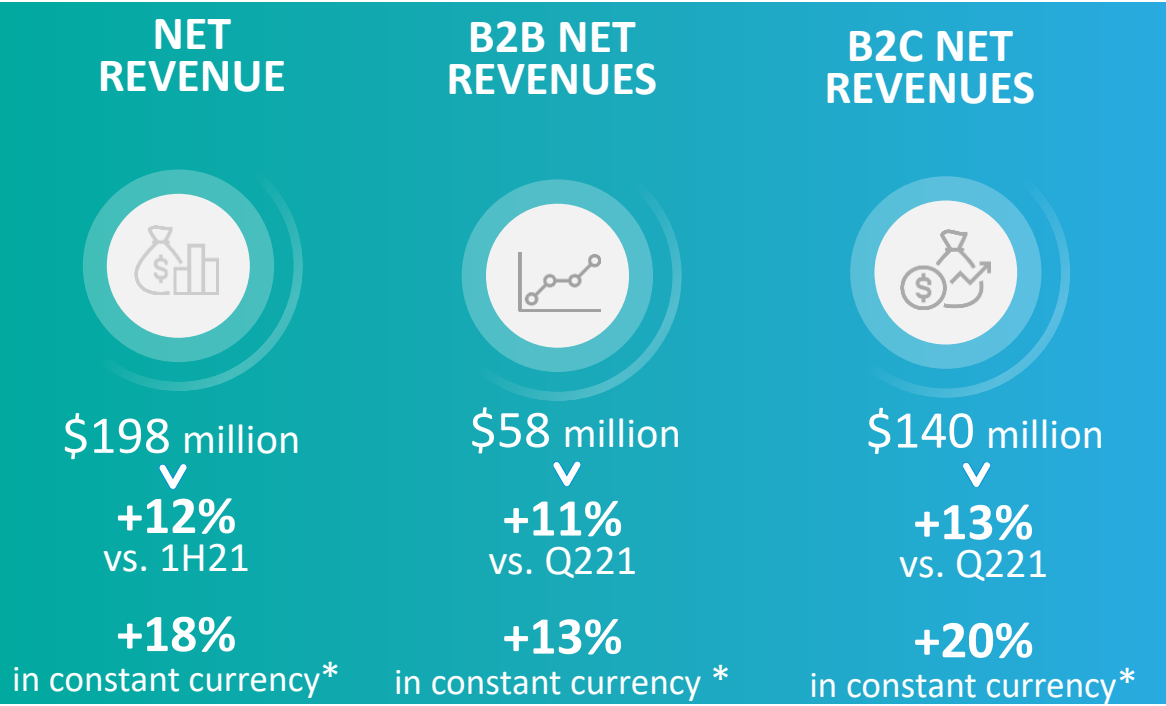 NET
REVENUE
$
$198 million
+12%
vs. 1H21
+18%
in constant currency*
B2B NET
REVENUES
$58 million
+11%
vs. Q221
+13%
in constant currency *
B2C NET
REVENUES
$
$140 million
+13%
vs. Q221
+20%
in constant currency*